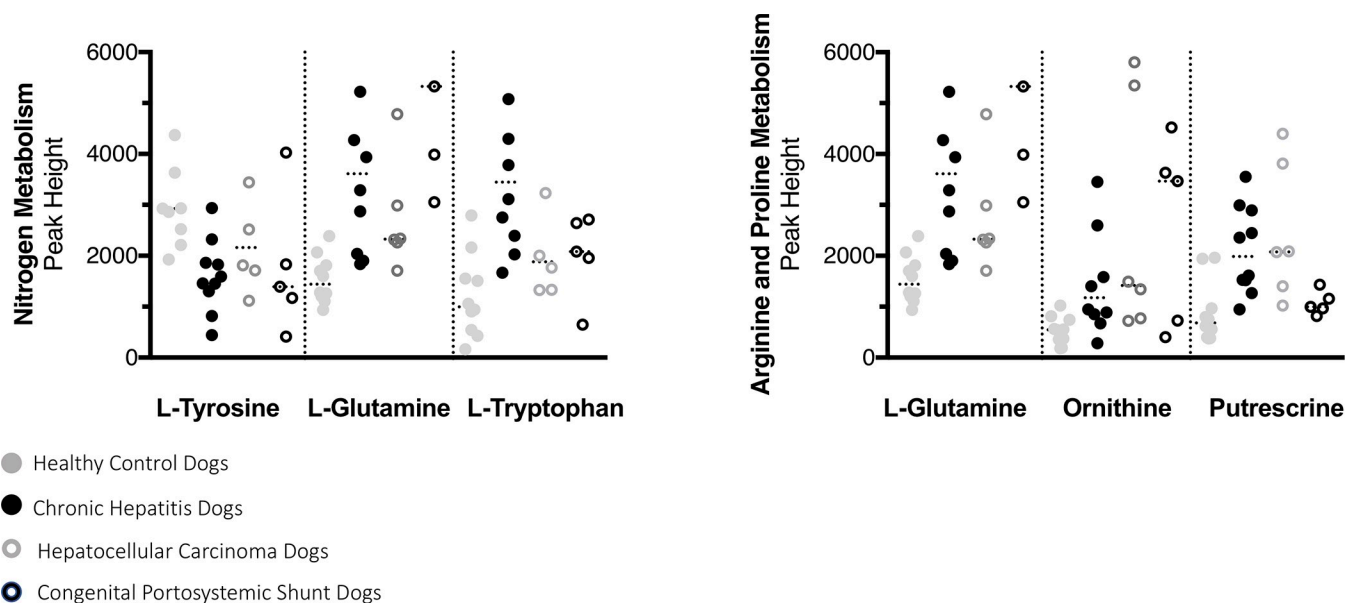 Nitrogen Metabolism
Peak Height
6000
4000
2000
0
L-Tyrosine L-Glutamine L-Tryptophan
Arginine and Proline Metabolism
Peak Height
6000
4000
2000
0
L-Glutamine Ornithine Putrescrine
Healthy Control Dogs
Chronic Hepatitis Dogs
Hepatocellular Carcinoma Dogs
Congenital Portosystemic Shunt Dogs